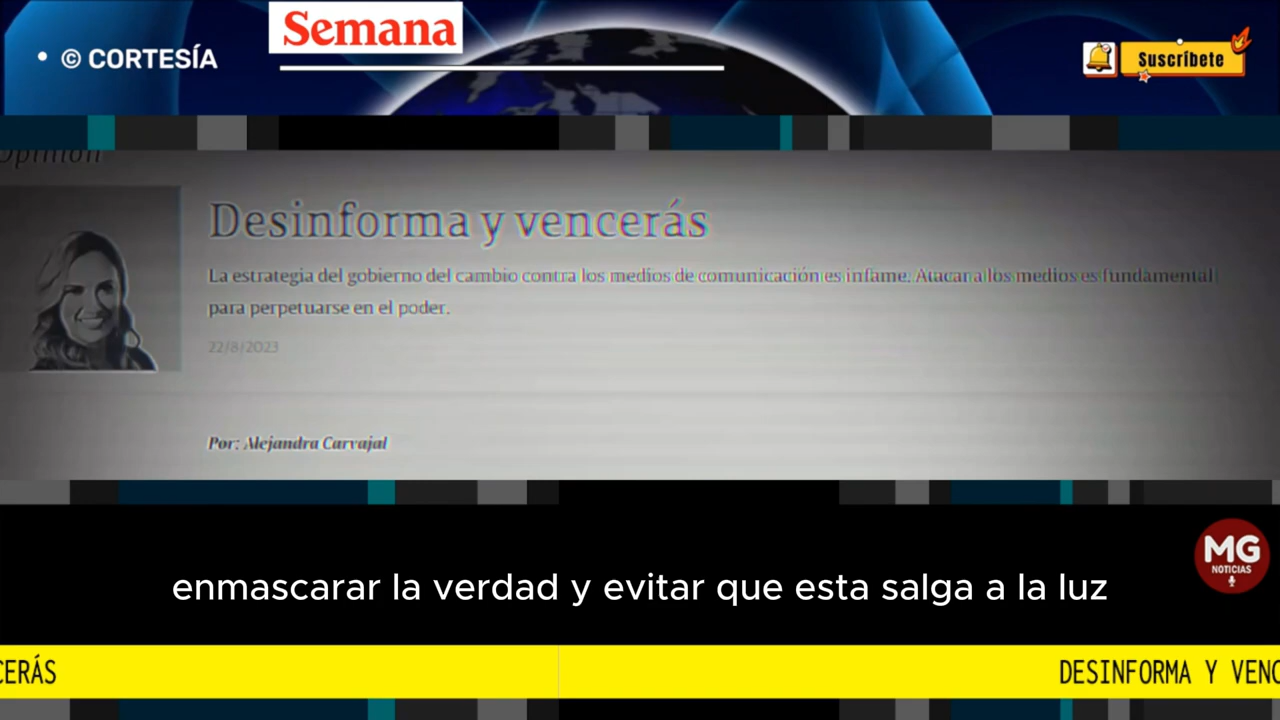 • © CORTESÍA
Semana
Suscríbete
Opinión
Desinforma y vencerás
La estrategia del gobierno del cambio contra los medios de comunicación es infame. Atacar a los medios es fundamental
para perpetuarse en el poder.
22/8/2023
Por: Alejandra Carvajal
enmascarar la verdad y evitar que esta salga a la luz
MG
NOTICIAS
CERÁS
DESINFORMA Y VENC